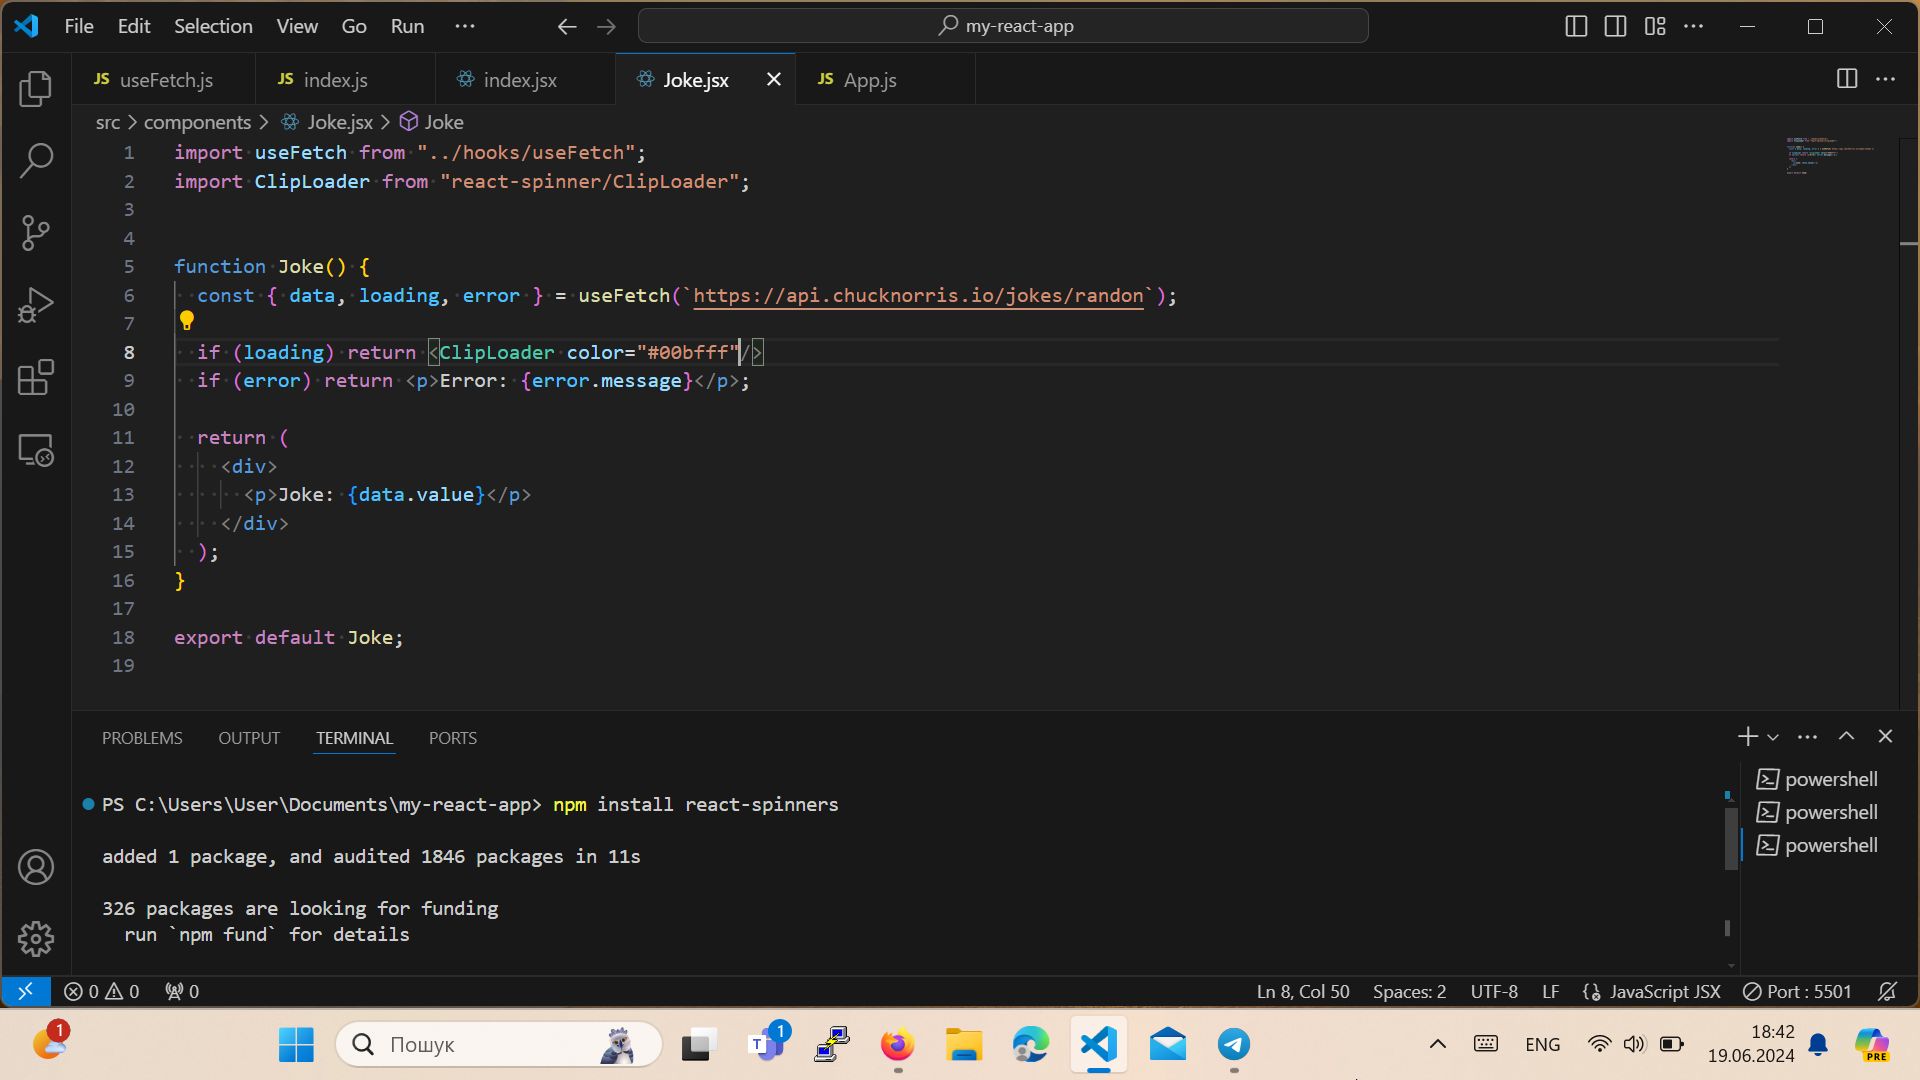 File Edit Selection View Go Run ··· my-react-app
JS useFetch.js JS index.js index.jsx Joke.jsx JS App.js
src > components > Joke.jsx > Joke
1 import useFetch from "../hooks/useFetch";
2 import ClipLoader from "react-spinner/ClipLoader";
3
4
5 function Joke() {
6 const { data, loading, error } = useFetch(`https://api.chucknorris.io/jokes/randon`);
7
8 if (loading) return <ClipLoader color="#00bfff"/>
9 if (error) return <p>Error: {error.message}</p>;
10
11 return (
12 <div>
13 <p>Joke: {data.value}</p>
14 </div>
15 );
16 }
17
18 export default Joke;
19
PROBLEMS OUTPUT TERMINAL PORTS
PS C:\Users\User\Documents\my-react-app> npm install react-spinners
added 1 package, and audited 1846 packages in 11s
326 packages are looking for funding
run `npm fund` for details
powershell
powershell
powershell
0 0 0 Ln 8, Col 50 Spaces: 2 UTF-8 LF JavaScript JSX Port : 5501
1 Пошук T 1 ENG 18:42 PRE
19.06.2024